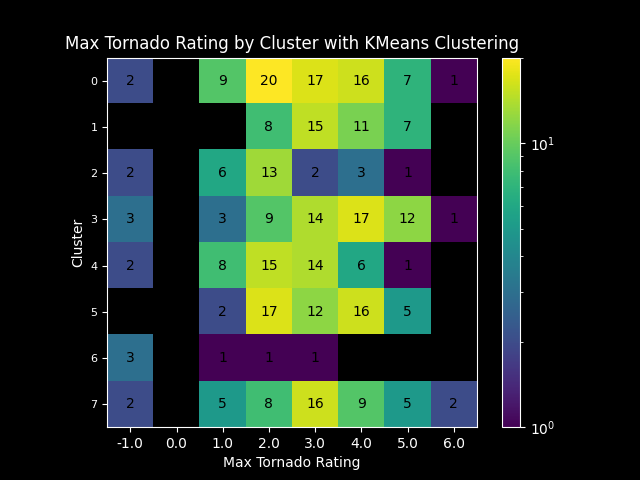 Max Tornado Rating by Cluster with KMeans Clustering
0 2 9 20 17 16 7 1
1 8 15 11 7
2 2 6 13 2 3 1
3 3 3 9 14 17 12 1
4 2 8 15 14 6 1
5 2 17 12 16 5
6 3 1 1 1
7 2 5 8 16 9 5 2
-1.0 0.0 1.0 2.0 3.0 4.0 5.0 6.0
Max Tornado Rating
Cluster
10¹
10⁰